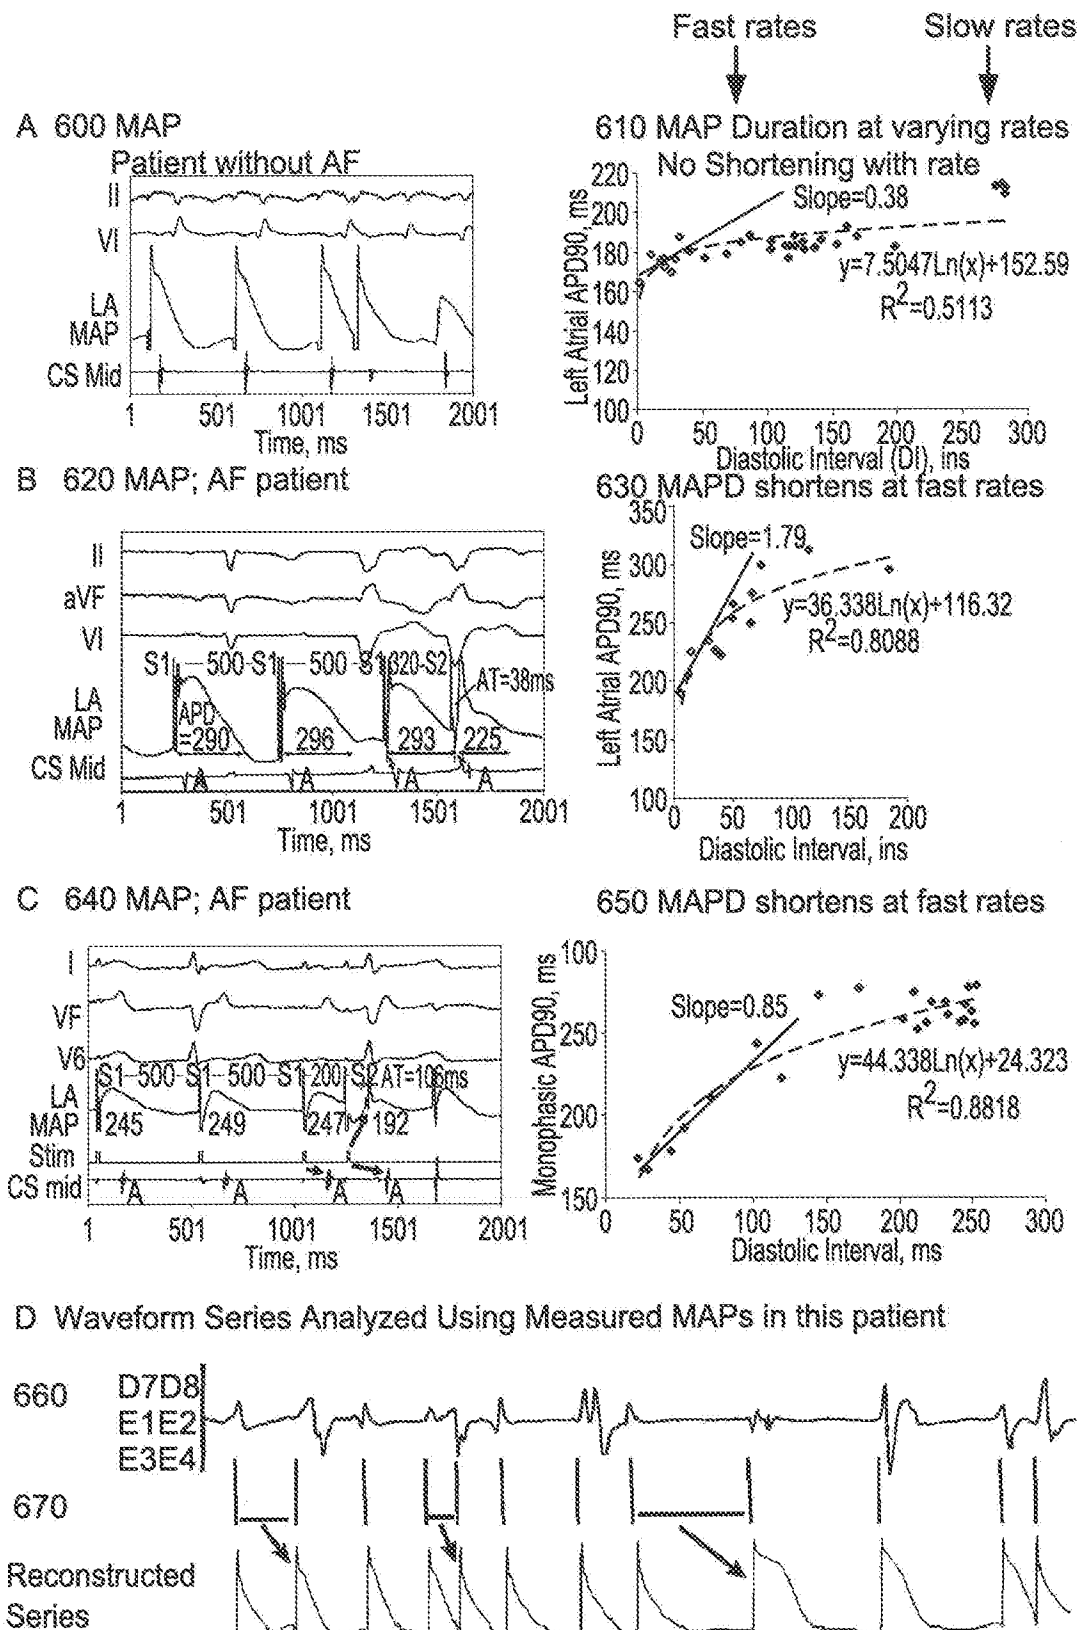 Fast rates Slow rates
A 600 MAP
Patient without AF
II
VI
LA
MAP
CS Mid
1 501 1001 1501 2001
Time, ms
610 MAP Duration at varying rates
No Shortening with rate
Slope=0.38
y=7.5047Ln(x)+152.59
R2=0.5113
Left Atrial APD90, ms
220
200
180
160
140
120
100
0 50 100 150 200 250 300
Diastolic Interval (DI), ins
B 620 MAP; AF patient
II
aVF
VI
S1 500 S1 500 S1 320-S2
AT=38ms
LA
MAP
APD
=290 296 293 225
CS Mid
A A A A
1 501 1001 1501 2001
Time, ms
630 MAPD shortens at fast rates
Slope=1.79
y=36.338Ln(x)+116.32
R2=0.8088
Left Atrial APD90, ms
350
300
250
200
150
100
0 50 100 150 200
Diastolic Interval, ins
C 640 MAP; AF patient
I
VF
V6
S1-500-S1-500-S1-200-S2 AT=106ms
LA
MAP
245 249 247 192
Stim
CS mid
A A A A
1 501 1001 1501 2001
Time, ms
650 MAPD shortens at fast rates
Slope=0.85
y=44.338Ln(x)+24.323
R2=0.8818
Monophasic APD90, ms
100
250
200
150
0 50 100 150 200 250 300
Diastolic Interval, ms
D Waveform Series Analyzed Using Measured MAPs in this patient
660
D7D8
E1E2
E3E4
670
Reconstructed
Series